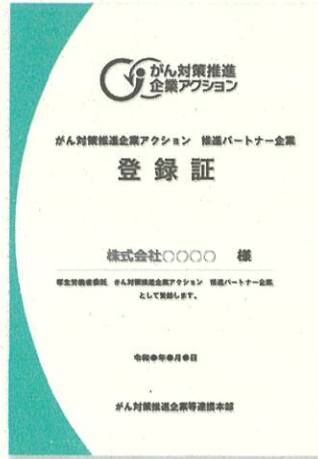 がん対策推進
企業アクション
がん対策推進企業アクション 推進パートナー企業
登録証
株式会社○○○○ 様
厚生労働省委託 がん対策推進企業アクション 推進パートナー企業
として登録します。
令和●年●月●日
がん対策推進企業等連携本部